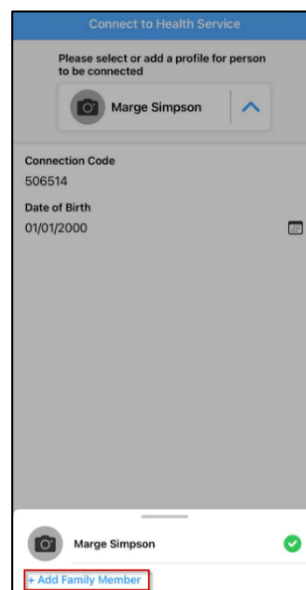 Connect to Health Service
Please select or add a profile for person
to be connected
Marge Simpson
Connection Code
506514
Date of Birth
01/01/2000
Marge Simpson
+ Add Family Member